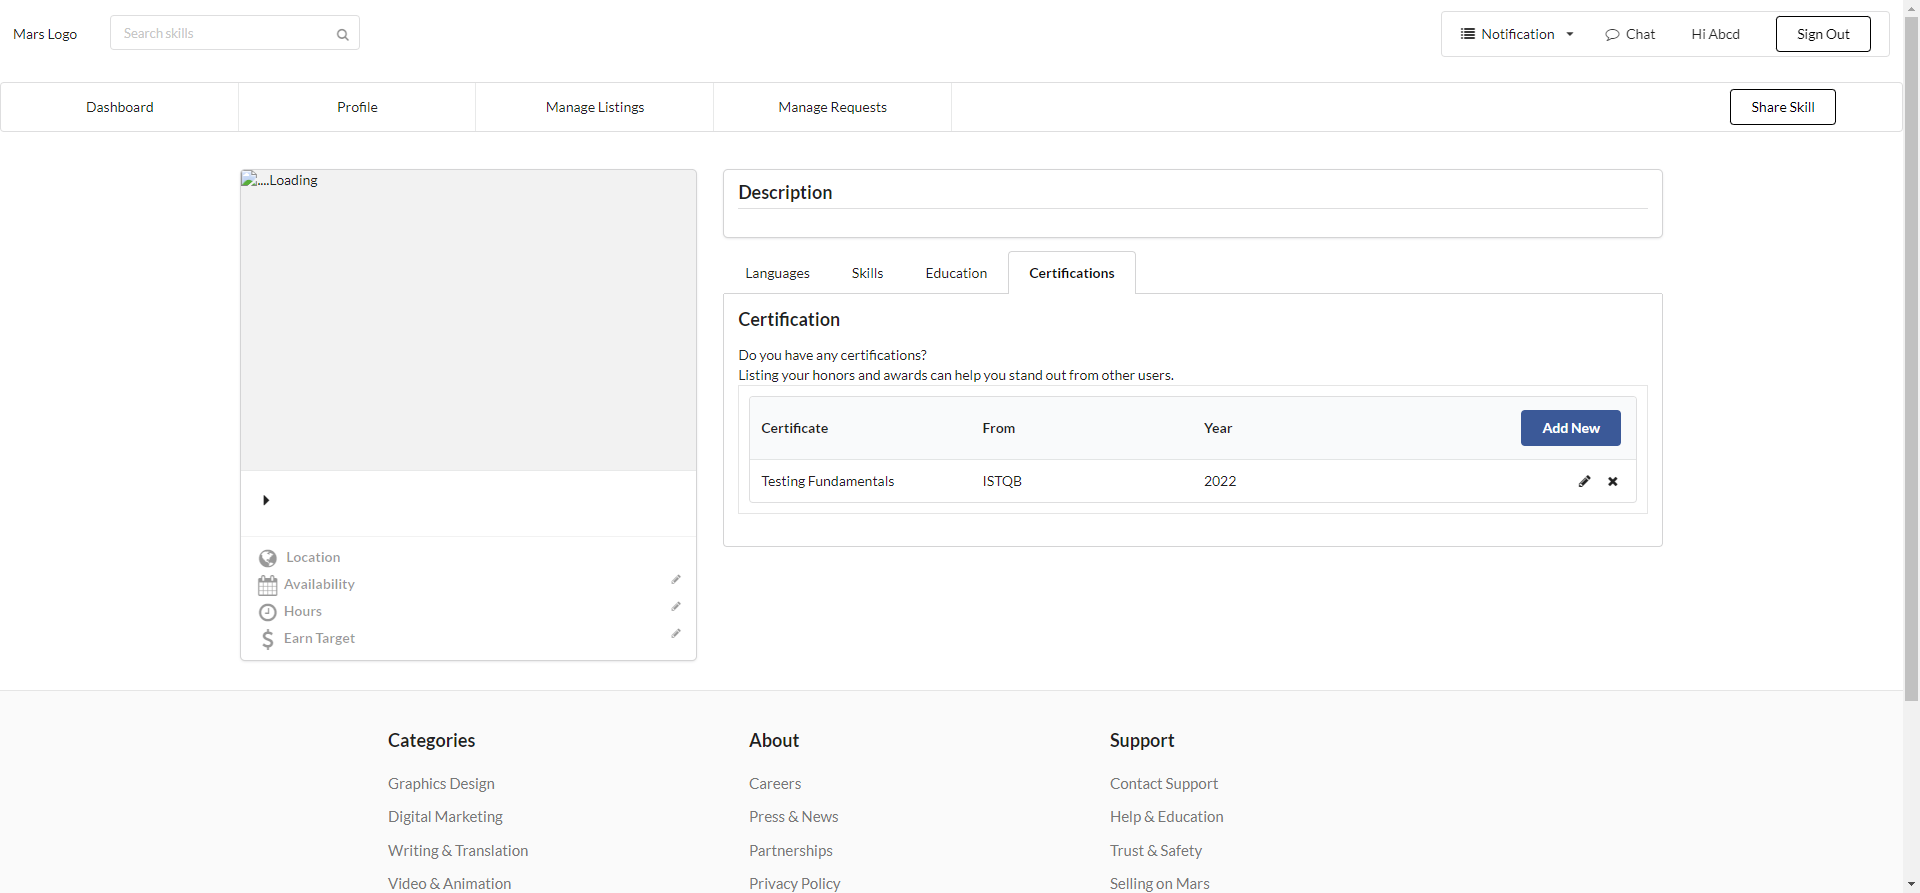 Mars Logo
Search skills
Notification
Chat
Hi Abcd
Sign Out
Dashboard
Profile
Manage Listings
Manage Requests
Share Skill
....Loading
Location
Availability
Hours
Earn Target
Description
Languages
Skills
Education
Certifications
Certification
Do you have any certifications?
Listing your honors and awards can help you stand out from other users.
Certificate From Year Add New
Testing Fundamentals ISTQB 2022
Categories
Graphics Design
Digital Marketing
Writing & Translation
Video & Animation
About
Careers
Press & News
Partnerships
Privacy Policy
Support
Contact Support
Help & Education
Trust & Safety
Selling on Mars